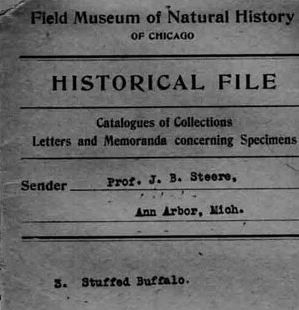 Field Museum of Natural History
OF CHICAGO
HISTORICAL FILE
Catalogues of Collections
Letters and Memoranda concerning Specimens
Sender Prof. J. B. Steere,
Ann Arbor, Mich.
3. Stuffed Buffalo.